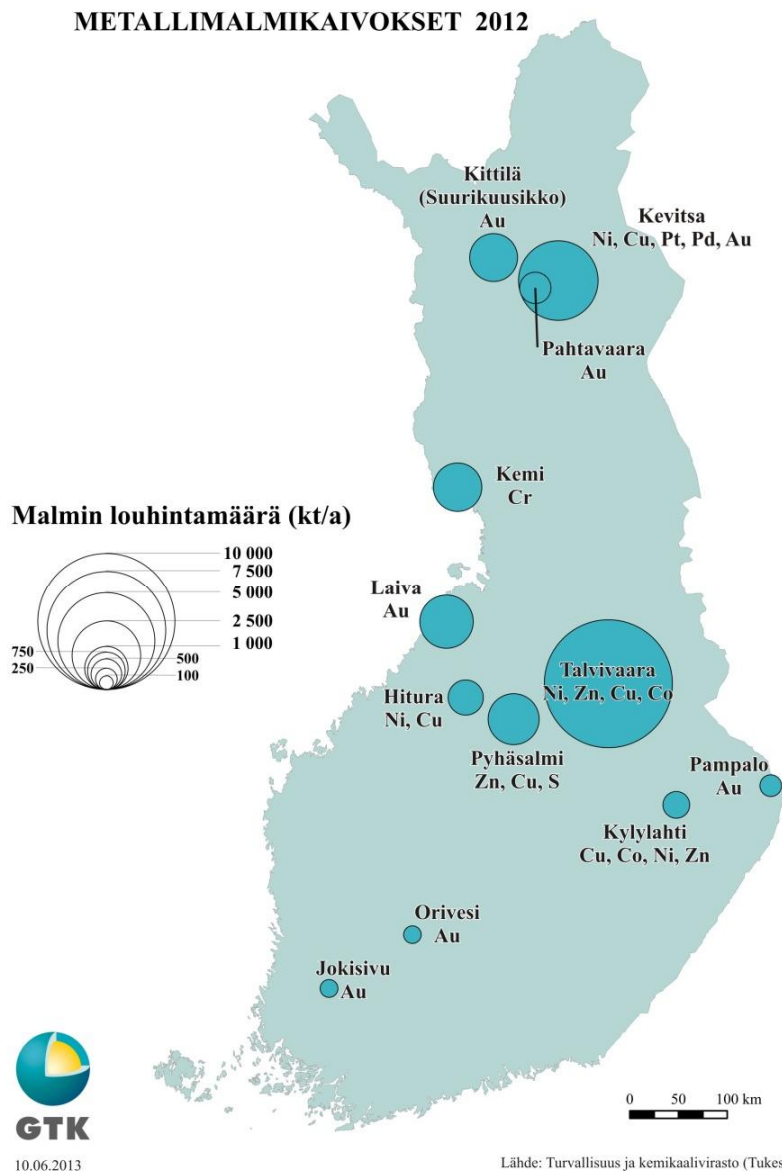 METALLIMALMIKAIVOKSET 2012
Kittilä
(Suurikuusikko)
Au
Kevitsa
Ni, Cu, Pt, Pd, Au
Pahtavaara
Au
Kemi
Cr
Malmin louhintamäärä (kt/a)
10 000
7 500
5 000
2 500
1 000
750
500
250
100
Laiva
Au
Talvivaara
Ni, Zn, Cu, Co
Hitura
Ni, Cu
Pyhäsalmi
Zn, Cu, S
Pampalo
Au
Kylylahti
Cu, Co, Ni, Zn
Orivesi
Au
Jokisivu
Au
GTK
0 50 100 km
10.06.2013
Lähde: Turvallisuus ja kemikaalivirasto (Tukes